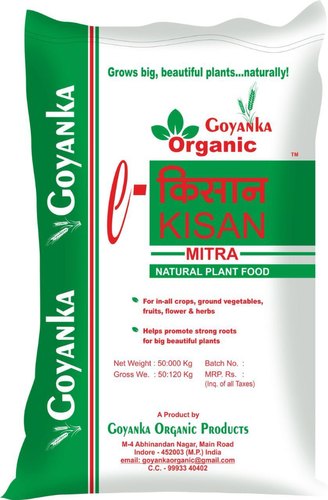 Grows big, beautiful plants...naturally!
Goyanka
Organic
TM
e-किसान
KISAN
MITRA
NATURAL PLANT FOOD
For in-all crops, ground vegetables,
fruits, flower & herbs
Helps promote strong roots
for big beautiful plants
Net Weight : 50:000 Kg Batch No. :
Gross We. : 50:120 Kg MRP. Rs. :
(Inq. of all Taxes)
A Product by
GOYANKA ORGANIC PRODUCTS
M-4 Abhinandan Nagar, Main Road
Indore - 452003 (M.P.) India
email: goyankaorganic@gmail.com
C.C. - 99933 40402
Goyanka
Goyanka